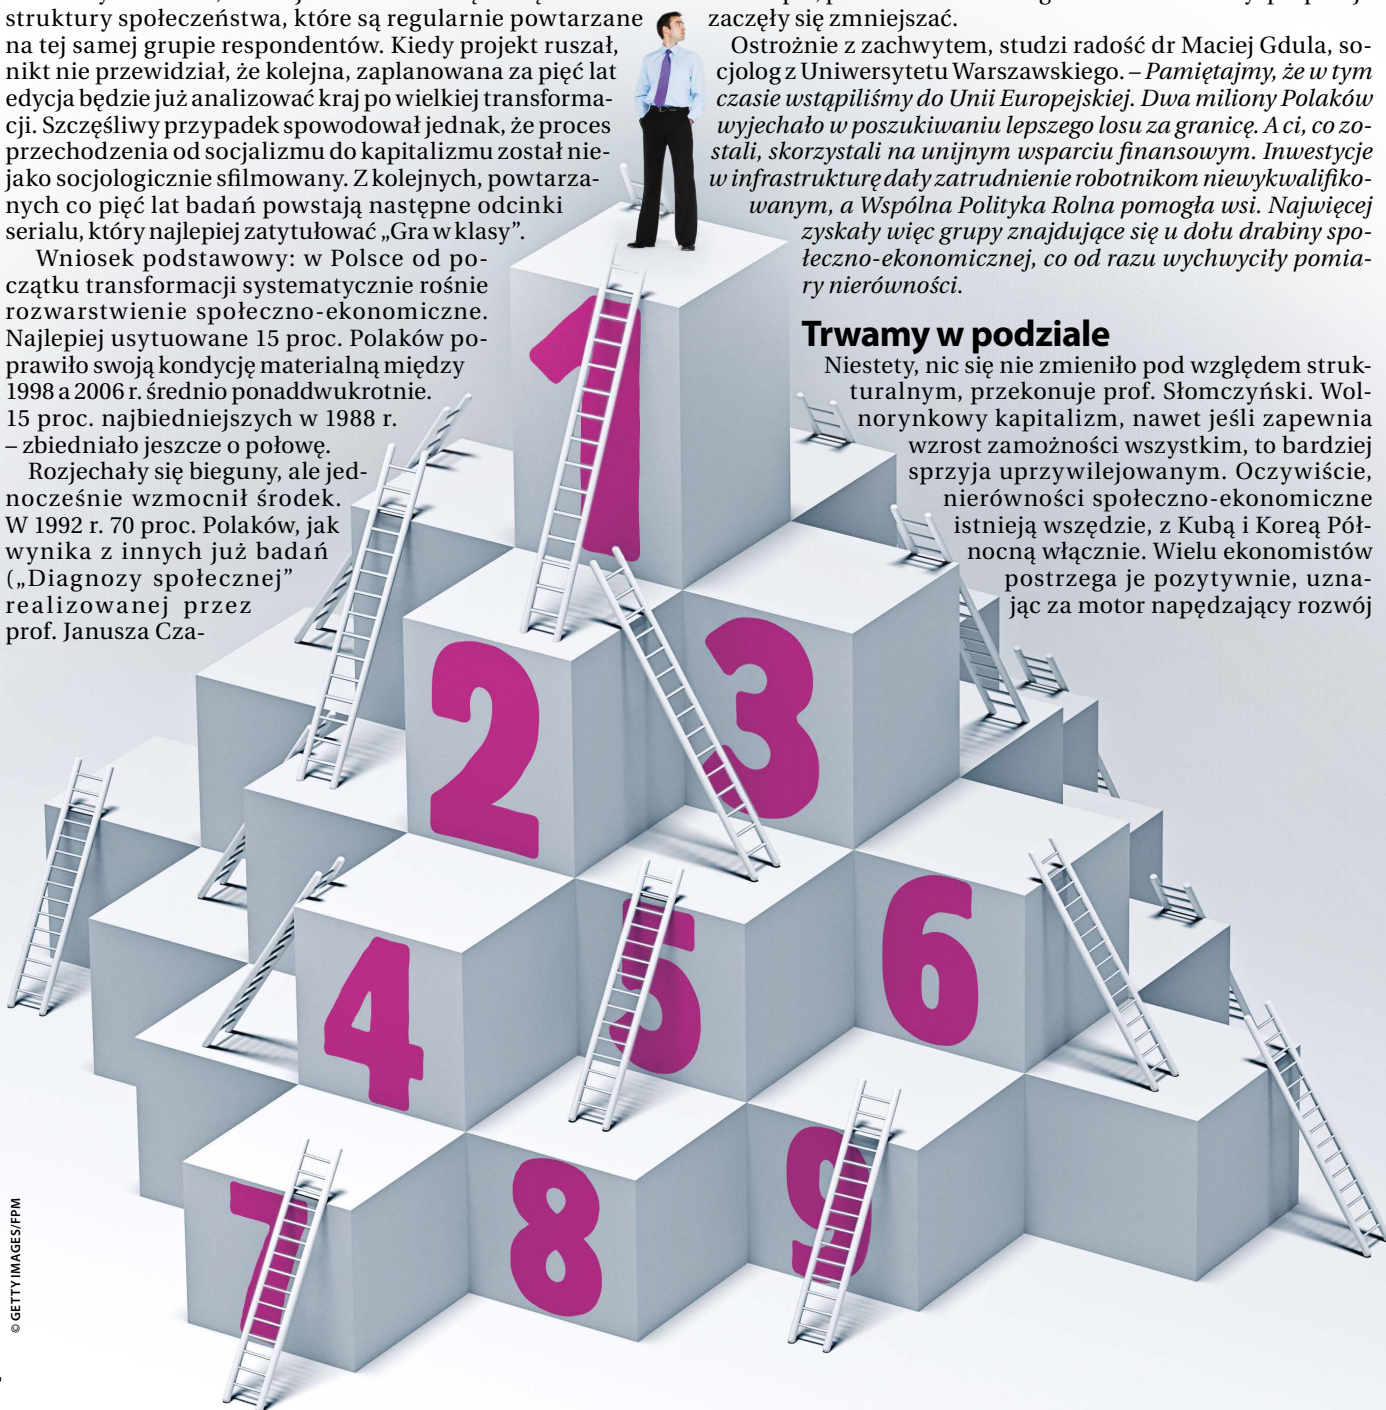 struktury społeczeństwa, które są regularnie powtarzane
na tej samej grupie respondentów. Kiedy projekt ruszał,
nikt nie przewidział, że kolejna, zaplanowana za pięć lat
edycja będzie już analizować kraj po wielkiej transforma-
cji. Szczęśliwy przypadek spowodował jednak, że proces
przechodzenia od socjalizmu do kapitalizmu został nie-
jako socjologicznie sfilmowany. Z kolejnych, powtarza-
nych co pięć lat badań powstają następne odcinki
serialu, który najlepiej zatytułować „Gra w klasy”.
Wniosek podstawowy: w Polsce od po-
czątku transformacji systematycznie rośnie
rozwarstwienie społeczno-ekonomiczne.
Najlepiej usytuowane 15 proc. Polaków po-
prawiło swoją kondycję materialną między
1998 a 2006 r. średnio ponaddwukrotnie.
15 proc. najbiedniejszych w 1988 r.
– zbiedniało jeszcze o połowę.
Rozjechały się bieguny, ale jed-
nocześnie wzmocnił środek.
W 1992 r. 70 proc. Polaków, jak
wynika z innych już badań
(„Diagnozy społecznej”
realizowanej przez
prof. Janusza Cza-
zaczęły się zmniejszać.
Ostrożnie z zachwytem, studzi radość dr Maciej Gdula, so-
cjolog z Uniwersytetu Warszawskiego. – Pamiętajmy, że w tym
czasie wstąpiliśmy do Unii Europejskiej. Dwa miliony Polaków
wyjechało w poszukiwaniu lepszego losu za granicę. A ci, co zo-
stali, skorzystali na unijnym wsparciu finansowym. Inwestycje
w infrastrukturę dały zatrudnienie robotnikom niewykwalifiko-
wanym, a Wspólna Polityka Rolna pomogła wsi. Najwięcej
zyskały więc grupy znajdujące się u dołu drabiny spo-
łeczno-ekonomicznej, co od razu wychwyciły pomia-
ry nierówności.
Trwamy w podziale
Niestety, nic się nie zmieniło pod względem struk-
turalnym, przekonuje prof. Słomczyński. Wol-
norynkowy kapitalizm, nawet jeśli zapewnia
wzrost zamożności wszystkim, to bardziej
sprzyja uprzywilejowanym. Oczywiście,
nierówności społeczno-ekonomiczne
istnieją wszędzie, z Kubą i Koreą Pół-
nocną włącznie. Wielu ekonomistów
postrzega je pozytywnie, uzna-
jąc za motor napędzający rozwój
1
2
3
4
5
6
7
8
9
© GETTY IMAGES/FPM